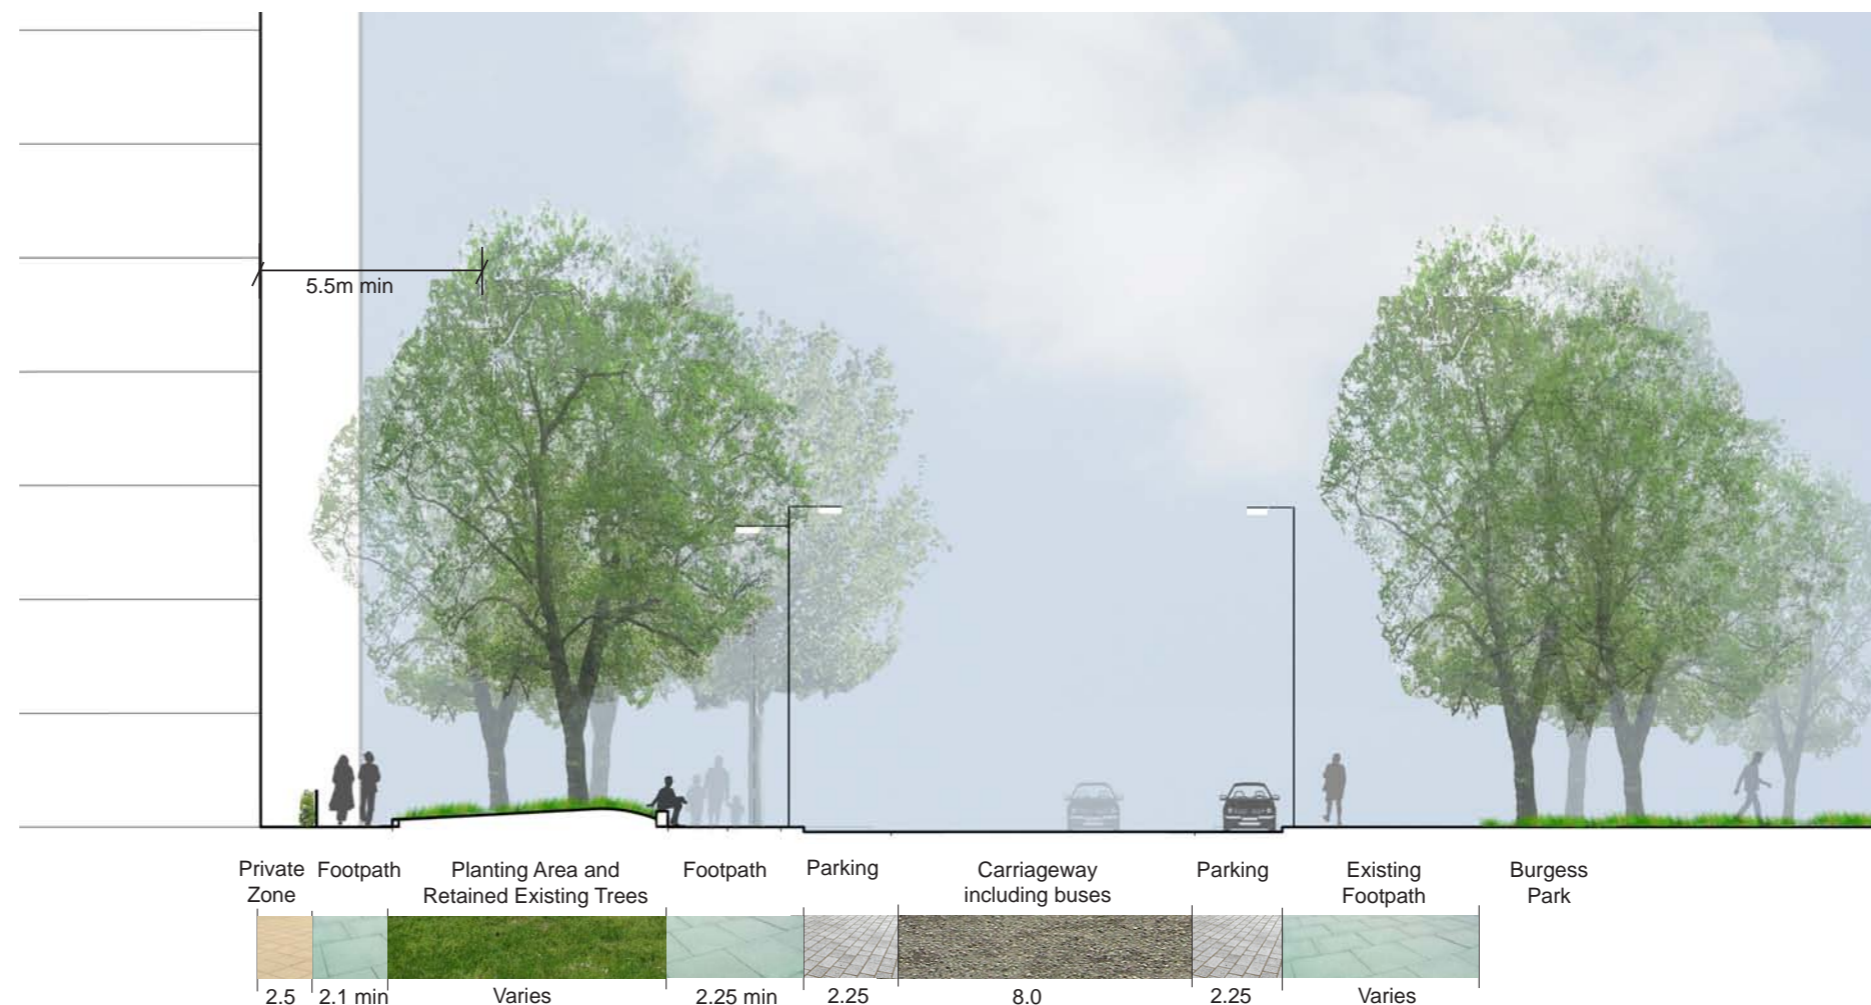 5.5m min
Private Footpath Planting Area and Footpath Parking Carriageway Parking Existing Burgess
Zone Retained Existing Trees including buses Footpath Park
2.5 2.1 min Varies 2.25 min 2.25 8.0 2.25 Varies